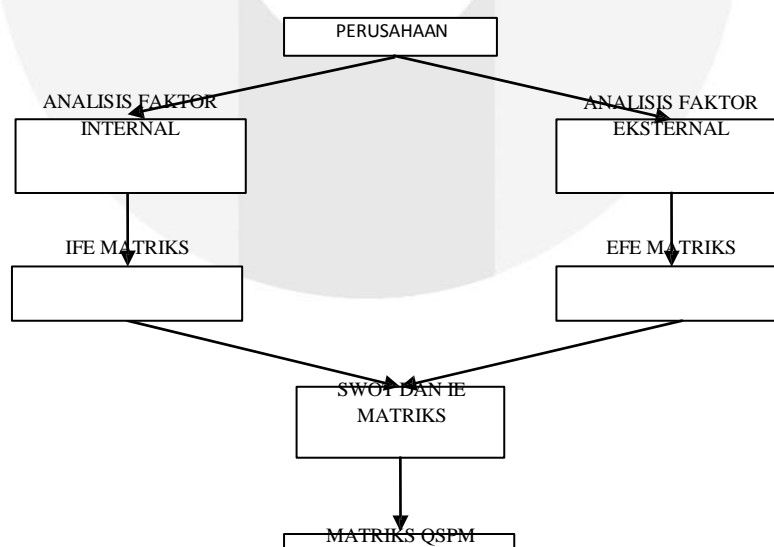 PERUSAHAAN
ANALISIS FAKTOR
INTERNAL
ANALISIS FAKTOR
EKSTERNAL
IFE MATRIKS
EFE MATRIKS
SWOT DAN IE
MATRIKS
MATRIKS QSPM